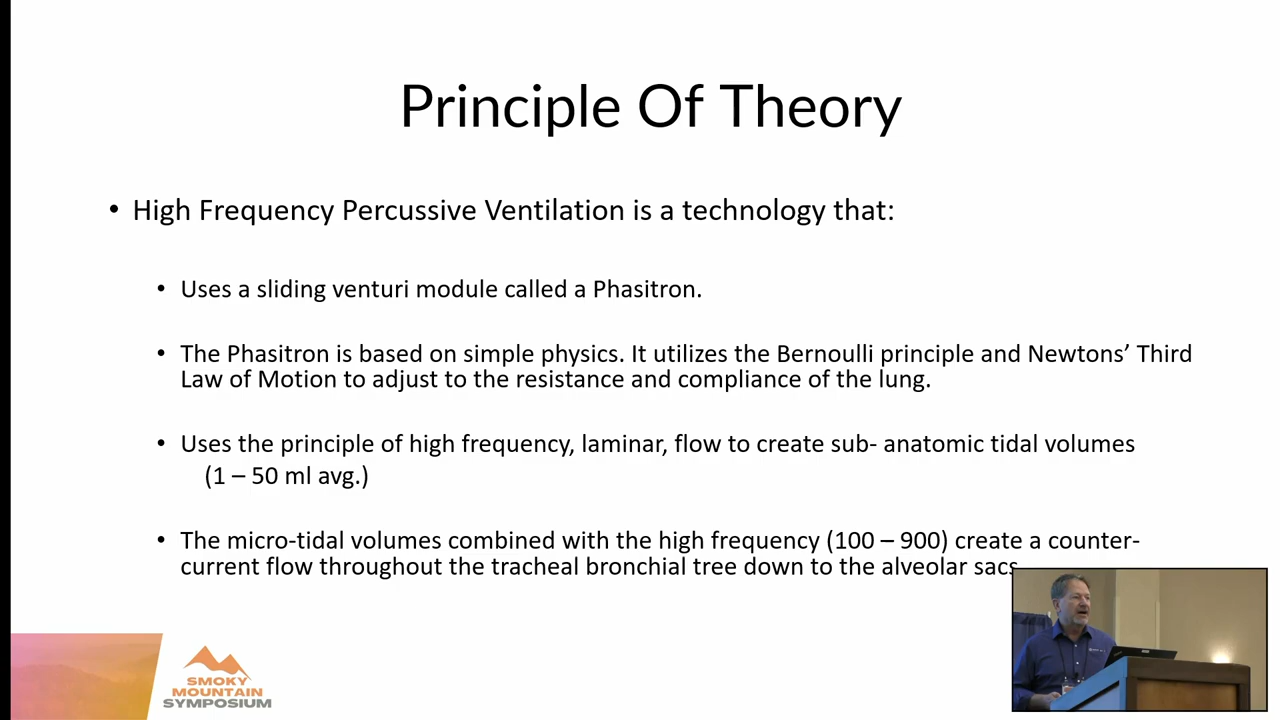 Principle Of Theory
• High Frequency Percussive Ventilation is a technology that:
• Uses a sliding venturi module called a Phasitron.
• The Phasitron is based on simple physics. It utilizes the Bernoulli principle and Newtons’ Third
Law of Motion to adjust to the resistance and compliance of the lung.
• Uses the principle of high frequency, laminar, flow to create sub- anatomic tidal volumes
(1 – 50 ml avg.)
• The micro-tidal volumes combined with the high frequency (100 – 900) create a counter-
current flow throughout the tracheal bronchial tree down to the alveolar sacs
SMOKY
MOUNTAIN
SYMPOSIUM